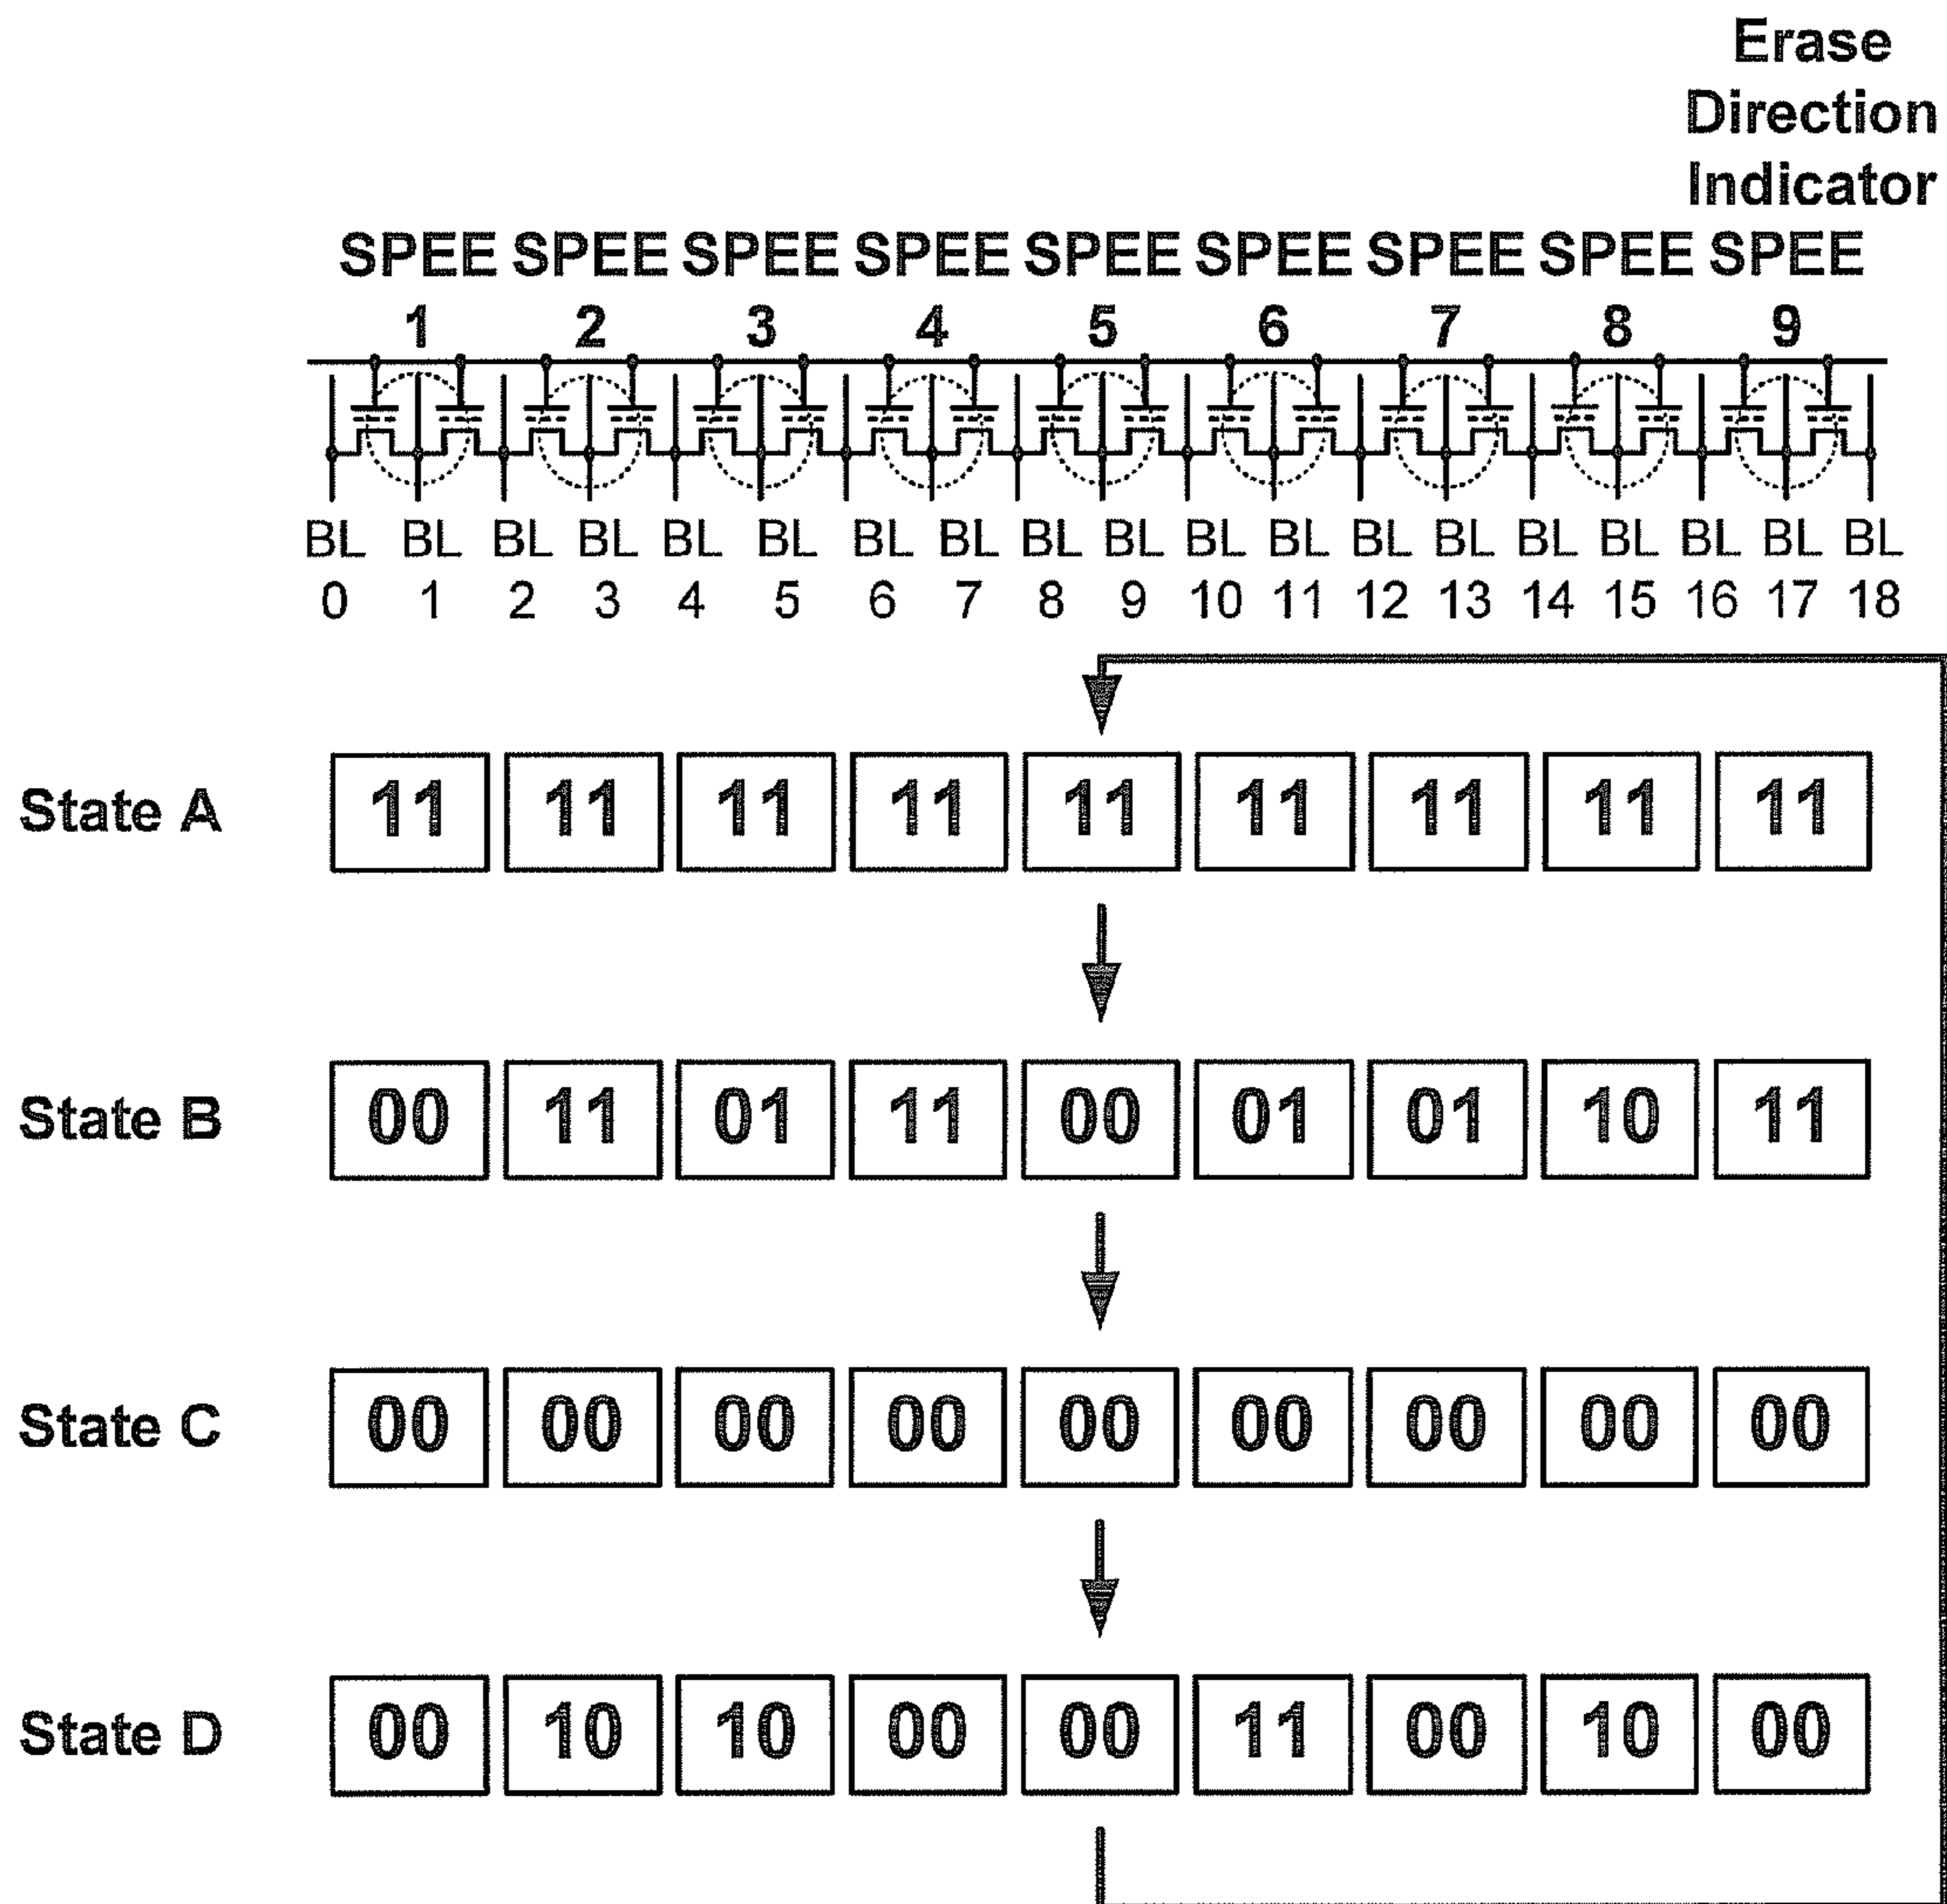 Erase
Direction
Indicator
SPEE SPEE SPEE SPEE SPEE SPEE SPEE SPEE SPEE
1 2 3 4 5 6 7 8 9
BL BL BL BL BL BL BL BL BL BL BL BL BL BL BL BL BL BL BL
0 1 2 3 4 5 6 7 8 9 10 11 12 13 14 15 16 17 18
State A 11 11 11 11 11 11 11 11 11
State B 00 11 01 11 00 01 01 10 11
State C 00 00 00 00 00 00 00 00 00
State D 00 10 10 00 00 11 00 10 00